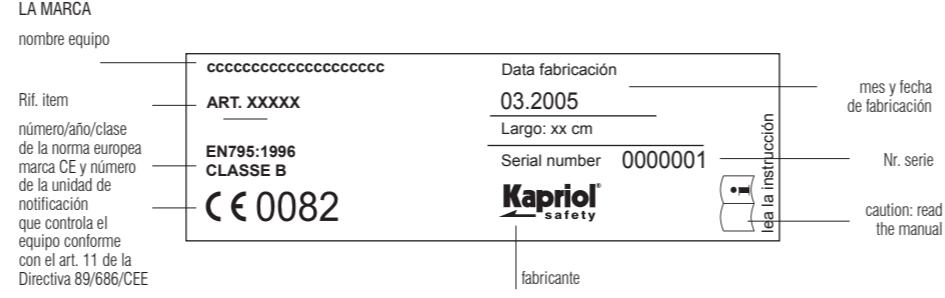 LA MARCA
nombre equipo
Rif. item
número/año/clase
de la norma europea
marca CE y número
de la unidad de
notificación
que controla el
equipo conforme
con el art. 11 de la
Directiva 89/686/CEE
cccccccccccccccccccc
ART. XXXXX
EN795:1996
CLASSE B
CE 0082
Data fabricación
03.2005
Largo: xx cm
Serial number 0000001
Kapriol®
safety
i
lea la instrucción
mes y fecha
de fabricación
Nr. serie
caution: read
the manual
fabricante